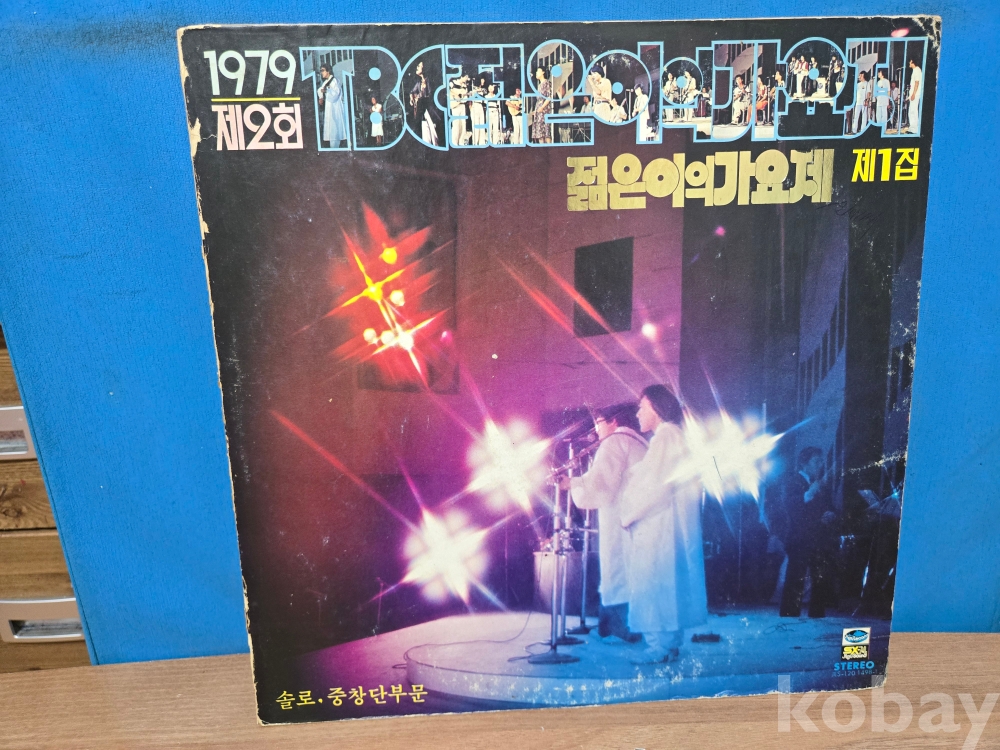 1979
제2회
TBC젊은이의가요제
젊은이의가요제
제1집
솔로, 중창단부문
STEREO
kobay